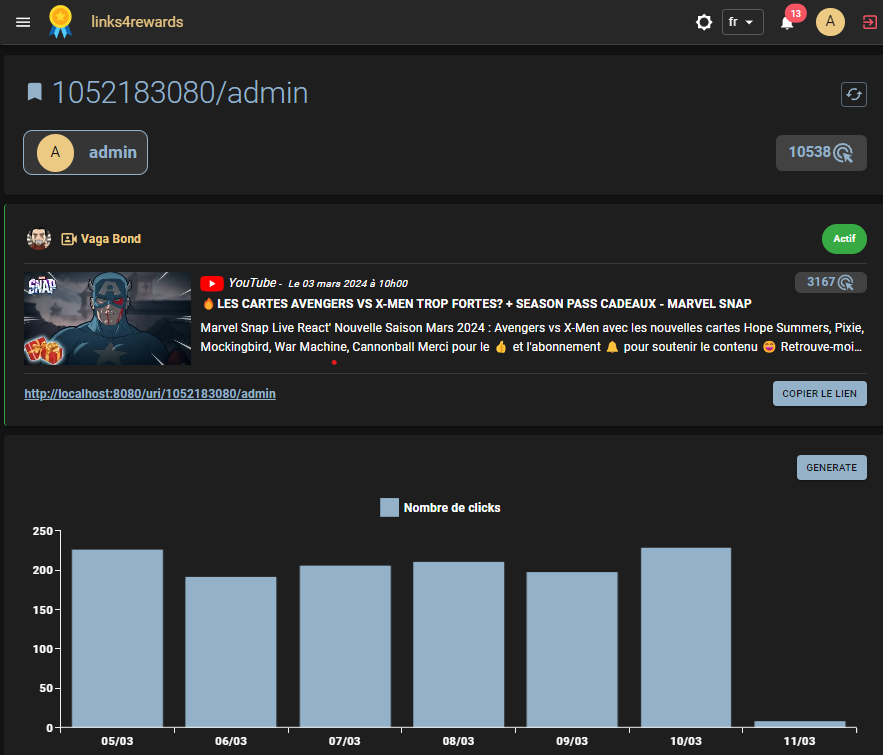 links4rewards
fr
13
A
1052183080/admin
A
admin
10538
Vaga Bond
Actif
MARVEL
SNAP
YouTube - Le 03 mars 2024 à 10h00
3167
🔥 LES CARTES AVENGERS VS X-MEN TROP FORTES? + SEASON PASS CADEAUX - MARVEL SNAP
Marvel Snap Live React' Nouvelle Saison Mars 2024 : Avengers vs X-Men avec les nouvelles cartes Hope Summers, Pixie,
Mockingbird, War Machine, Cannonball Merci pour le 👍 et l'abonnement 🔔 pour soutenir le contenu 😄 Retrouve-moi...
http://localhost:8080/uri/1052183080/admin
COPIER LE LIEN
GENERATE
Nombre de clicks
250
200
150
100
50
0
05/03
06/03
07/03
08/03
09/03
10/03
11/03